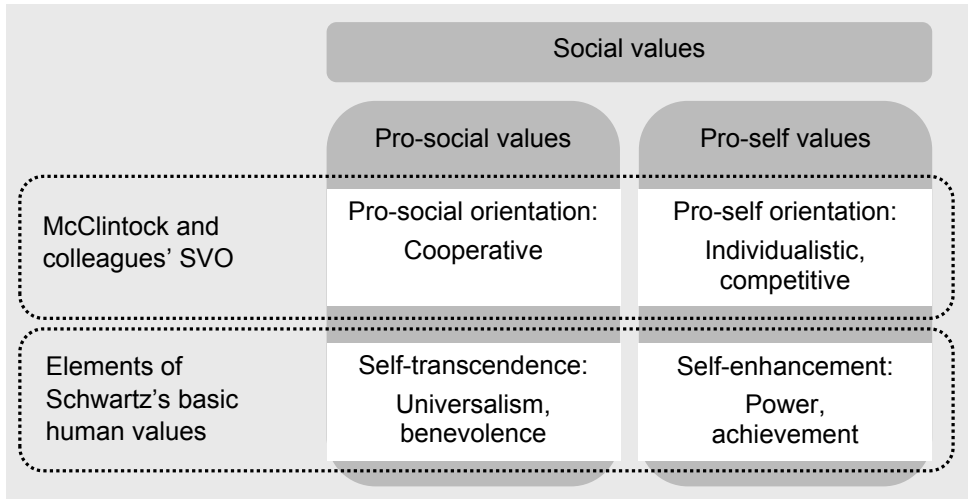 Social values
Pro-social values
Pro-self values
McClintock and
colleagues’ SVO
Pro-social orientation:
Cooperative
Pro-self orientation:
Individualistic,
competitive
Elements of
Schwartz’s basic
human values
Self-transcendence:
Universalism,
benevolence
Self-enhancement:
Power,
achievement